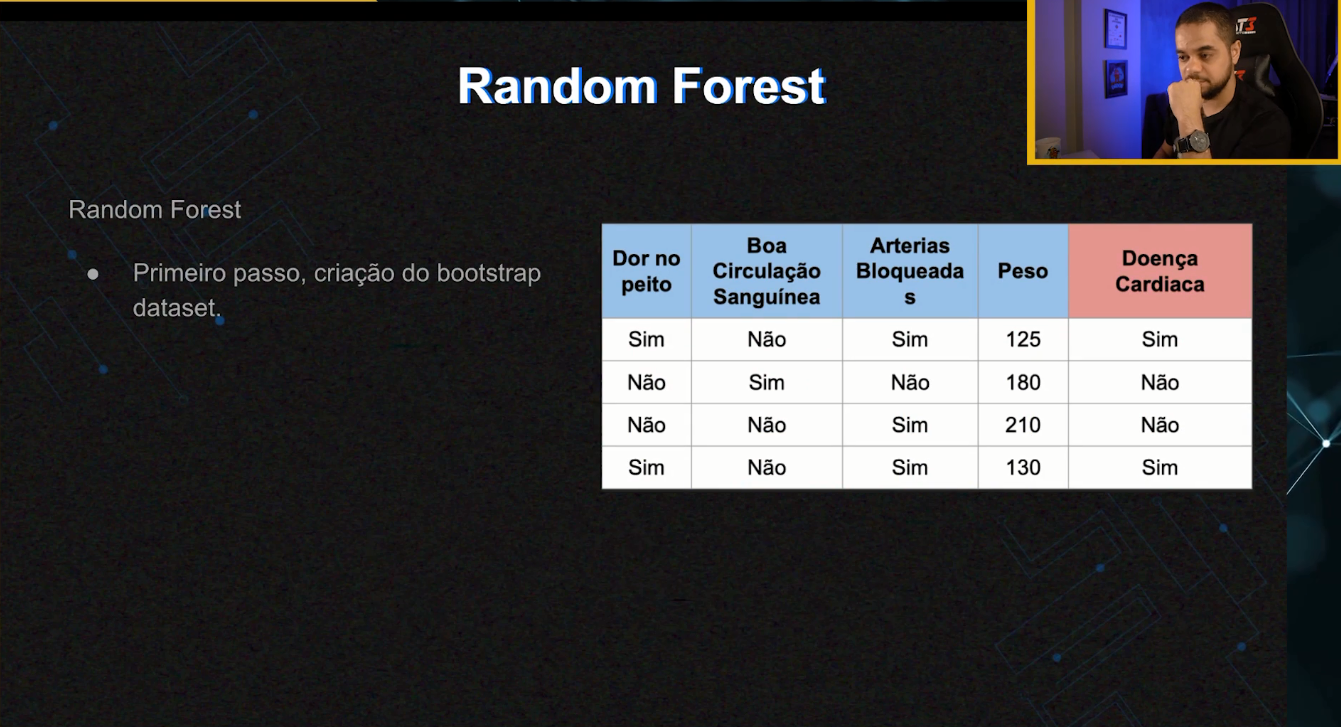 Random Forest
Random Forest
● Primeiro passo, criação do bootstrap
dataset.
Dor no peito | Boa Circulação Sanguínea | Arterias Bloqueadas | Peso | Doença Cardiaca
Sim | Não | Sim | 125 | Sim
Não | Sim | Não | 180 | Não
Não | Não | Sim | 210 | Não
Sim | Não | Sim | 130 | Sim